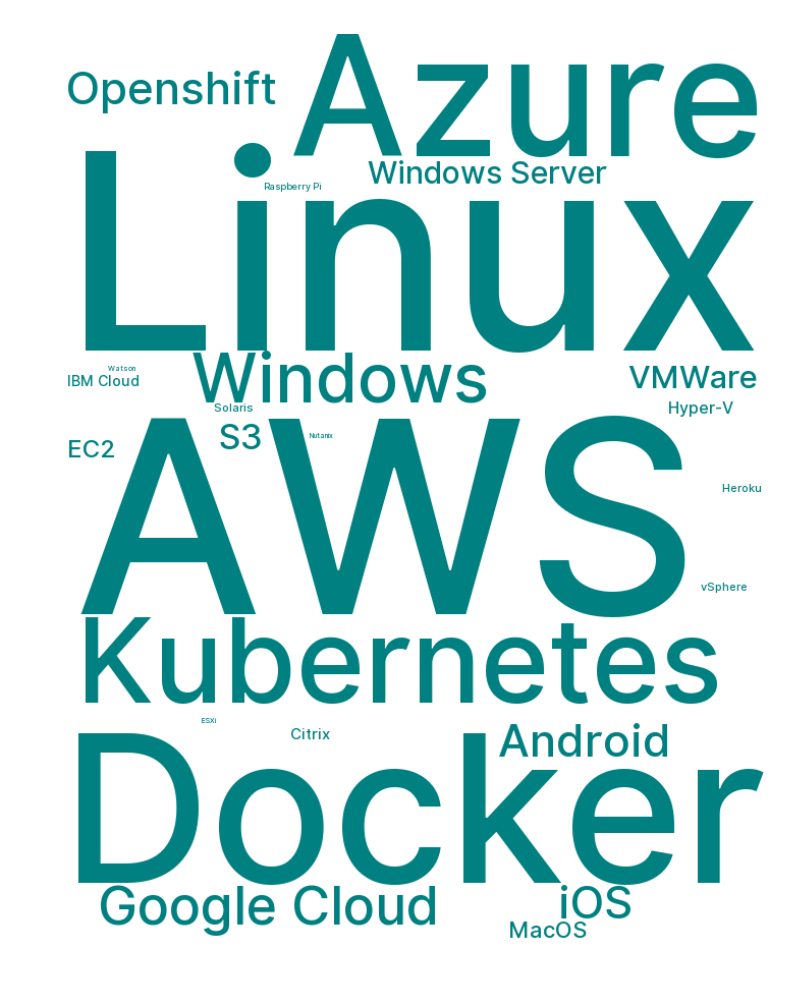 Azure
Openshift
Windows Server
Raspberry Pi
Linux
Watson
IBM Cloud
Windows
VMWare
Solaris
Hyper-V
EC2
S3
Nutanix
AWS
Heroku
vSphere
Kubernetes
ESXi
Citrix
Android
Docker
Google Cloud
iOS
MacOS